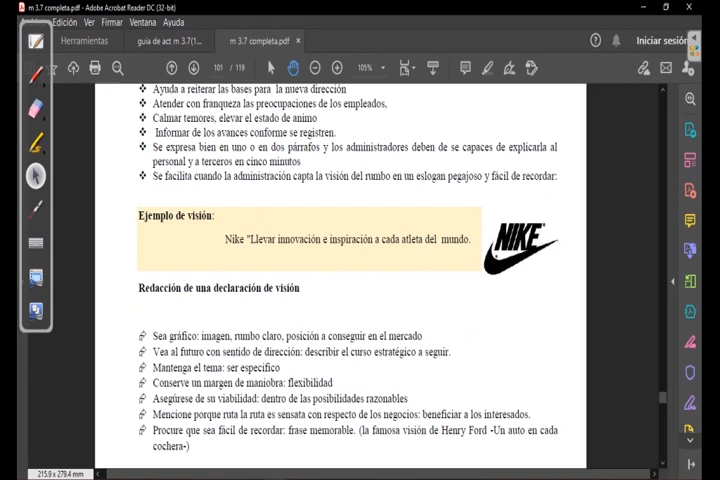 m 3.7 completa.pdf - Adobe Acrobat Reader DC (32-bit)
Edición Ver Firmar Ventana Ayuda
Herramientas guia de act m 3.7(1... m 3.7 completa.pdf × Iniciar sesión
101 / 119 105%
Ayuda a reiterar las bases para la nueva dirección
Atender con franqueza las preocupaciones de los empleados,
Calmar temores, elevar el estado de animo
Informar de los avances conforme se registren.
Se expresa bien en uno o en dos párrafos y los administradores deben de se capaces de explicarla al
personal y a terceros en cinco minutos
Se facilita cuando la administración capta la visión del rumbo en un eslogan pegajoso y fácil de recordar:
Ejemplo de visión:
Nike "Llevar innovación e inspiración a cada atleta del mundo.
NIKE
Redacción de una declaración de visión
Sea gráfico: imagen, rumbo claro, posición a conseguir en el mercado
Vea al futuro con sentido de dirección: describir el curso estratégico a seguir.
Mantenga el tema: ser especifico
Conserve un margen de maniobra: flexibilidad
Asegúrese de su viabilidad: dentro de las posibilidades razonables
Mencione porque ruta la ruta es sensata con respecto de los negocios: beneficiar a los interesados.
Procure que sea fácil de recordar: frase memorable. (la famosa visión de Henry Ford -Un auto en cada
cochera-)
215.9 x 279.4 mm